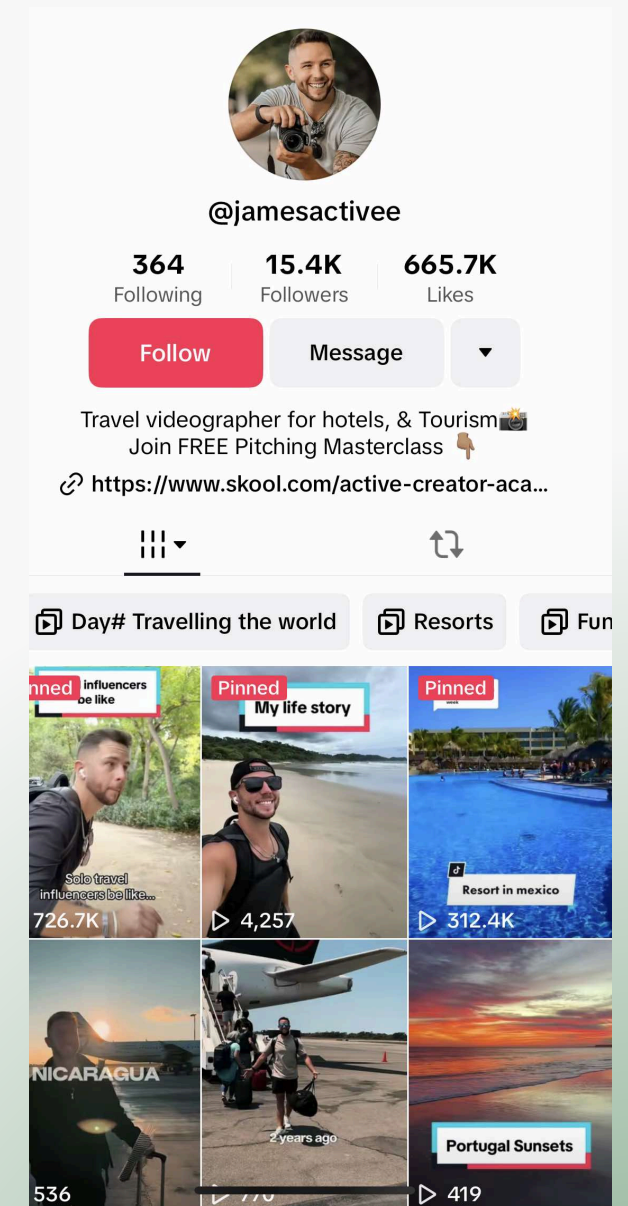 @jamesactivee
364
15.4K
665.7K
Following
Followers
Likes
Follow
Message
Travel videographer for hotels, & Tourism
Join FREE Pitching Masterclass
https://www.skool.com/active-creator-aca...
Day# Travelling the world
Resorts
Fun
Pinned
influencers
be like
Solo travel
influencers be like...
726.7K
Pinned
My life story
4,257
Pinned
week
Resort in mexico
312.4K
NICARAGUA
536
2 years ago
Portugal Sunsets
419